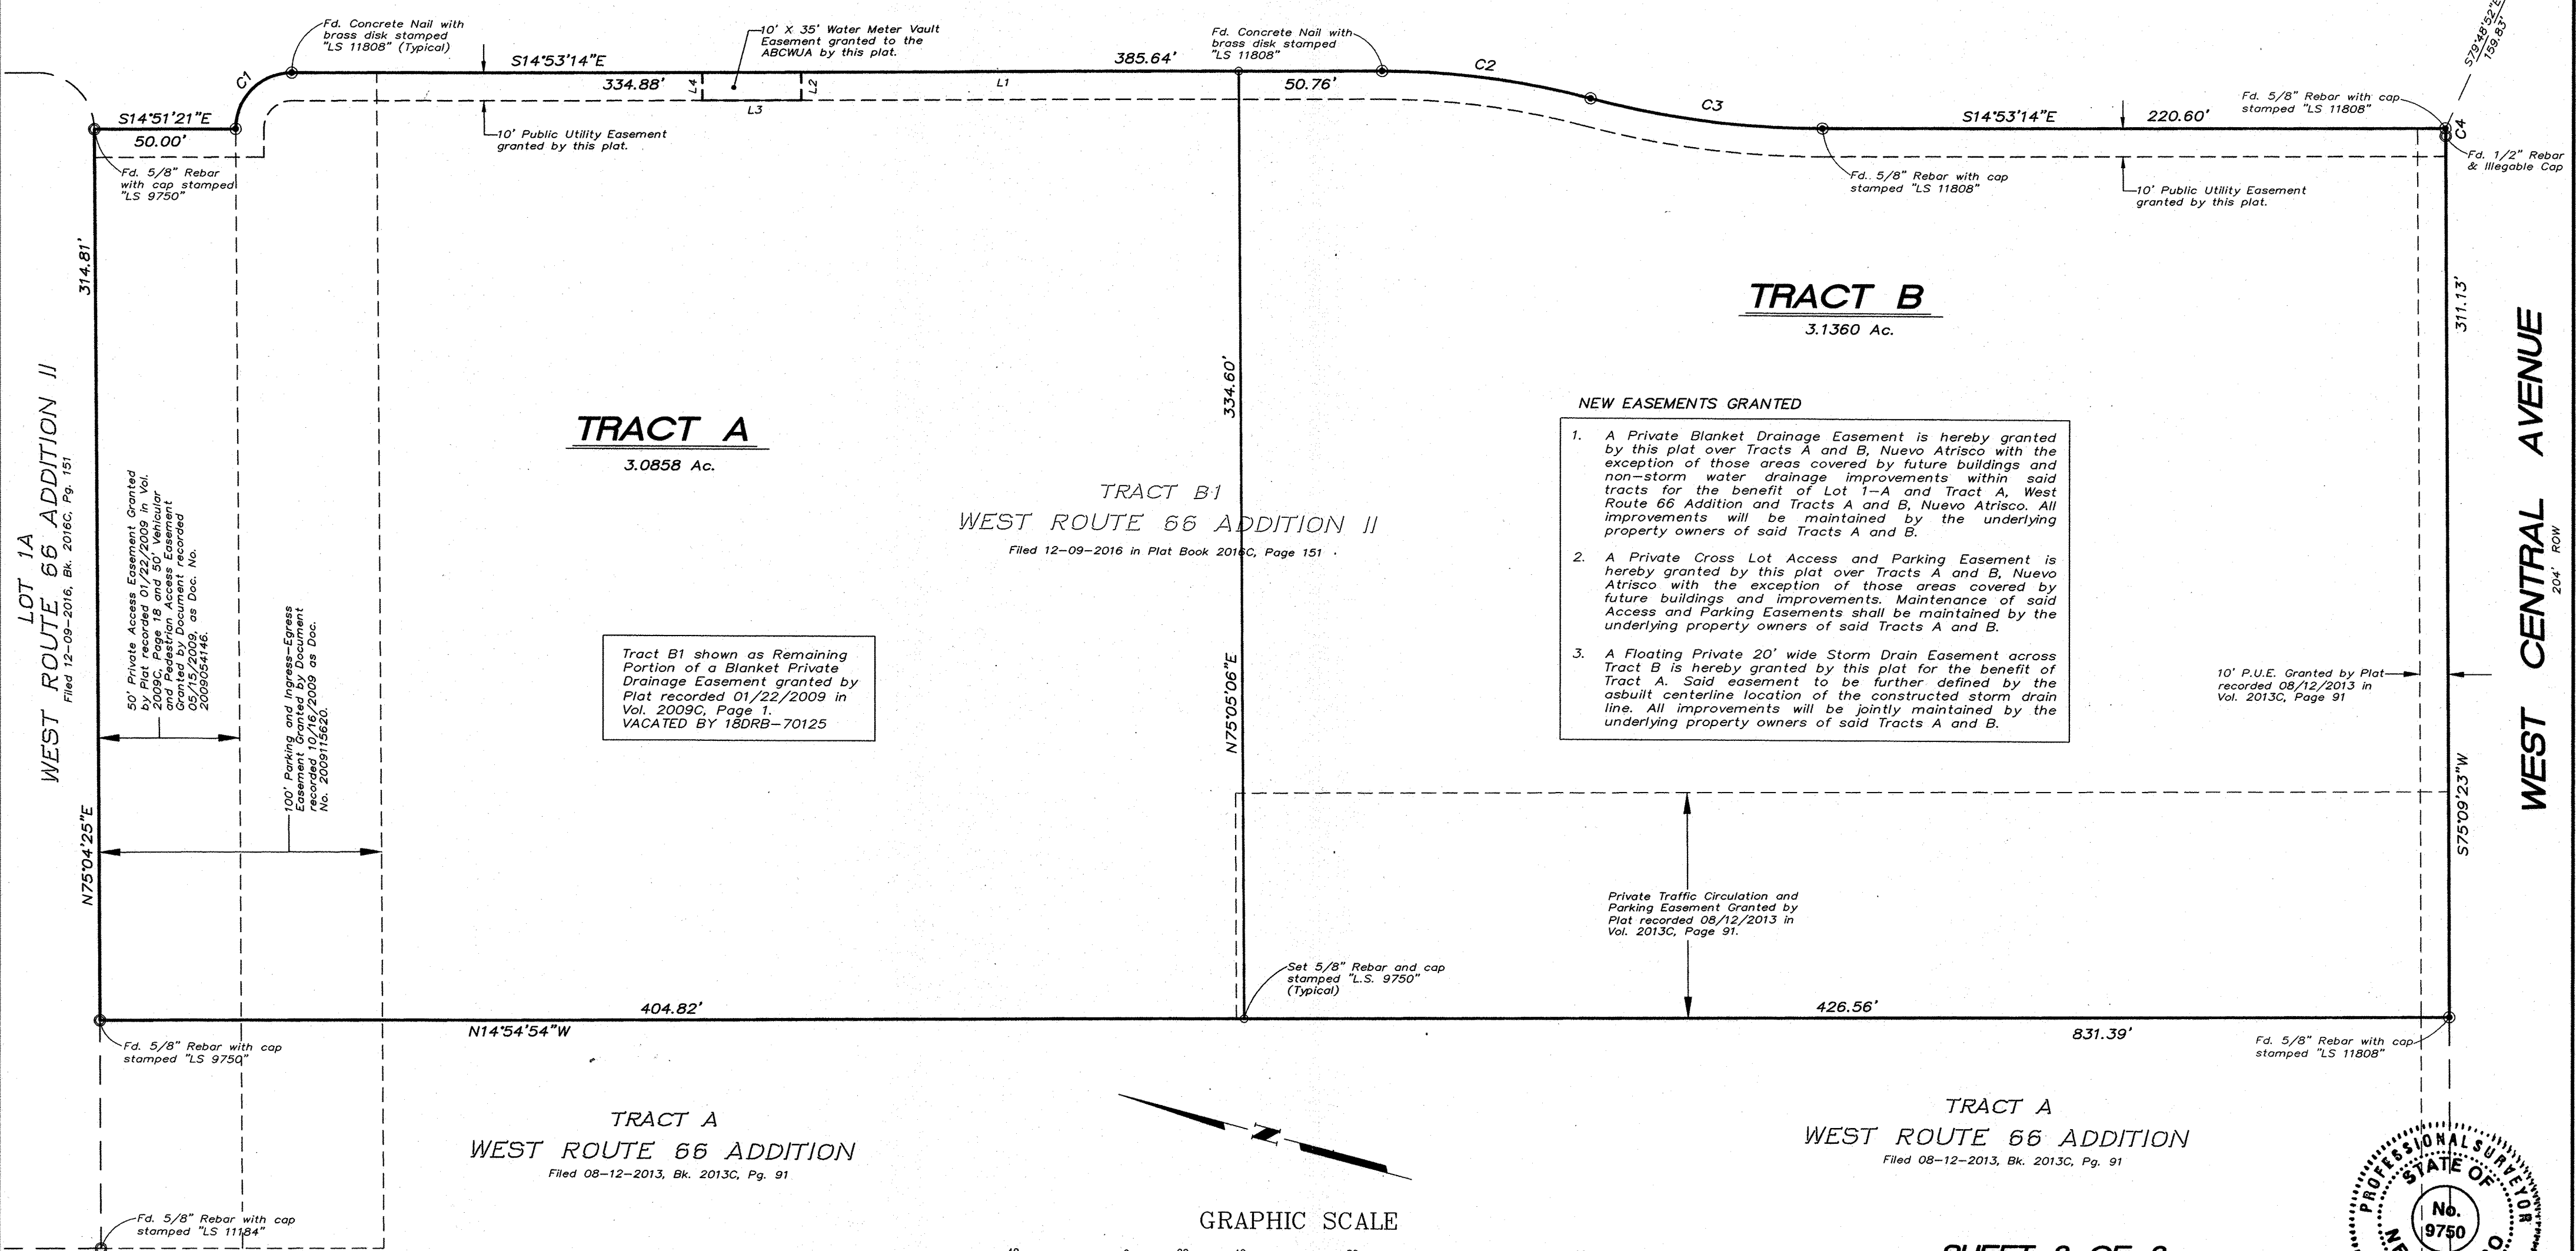 Fd. Concrete Nail with
brass disk stamped
"LS 11808" (Typical)
10' X 35' Water Meter Vault
Easement granted to the
ABCWUA by this plat.
Fd. Concrete Nail with
brass disk stamped
"LS 11808"
S79°48'52"E
159.83'
C1
S14°53'14"E
334.88'
L4
L2
L3
L1
385.64'
50.76'
C2
C3
S14°53'14"E
220.60'
Fd. 5/8" Rebar with cap
stamped "LS 11808"
C4
Fd. 1/2" Rebar
& Illegable Cap
S14°51'21"E
50.00'
Fd. 5/8" Rebar
with cap stamped
"LS 9750"
10' Public Utility Easement
granted by this plat.
Fd.. 5/8" Rebar with cap
stamped "LS 11808"
10' Public Utility Easement
granted by this plat.
314.81'
N75°04'25"E
LOT 1A
WEST ROUTE 66 ADDITION II
Filed 12-09-2016, Bk. 2016C, Pg. 151
50' Private Access Easement Granted
by Plat recorded 01/22/2009 in Vol.
2009C, Page 18 and 50' Vehicular
and Pedestrian Access Easement
Granted by Document recorded
05/15/2009, as Doc. No.
2009054146.
100' Parking and Ingress-Egress
Easement Granted by Document
recorded 10/16/2009 as Doc.
No. 2009115620.
TRACT A
3.0858 Ac.
TRACT B1
WEST ROUTE 66 ADDITION II
Filed 12-09-2016 in Plat Book 2016C, Page 151
Tract B1 shown as Remaining
Portion of a Blanket Private
Drainage Easement granted by
Plat recorded 01/22/2009 in
Vol. 2009C, Page 1.
VACATED BY 18DRB-70125
334.60'
N75°05'06"E
TRACT B
3.1360 Ac.
NEW EASEMENTS GRANTED
1. A Private Blanket Drainage Easement is hereby granted
by this plat over Tracts A and B, Nuevo Atrisco with the
exception of those areas covered by future buildings and
non-storm water drainage improvements within said
tracts for the benefit of Lot 1-A and Tract A, West
Route 66 Addition and Tracts A and B, Nuevo Atrisco. All
improvements will be maintained by the underlying
property owners of said Tracts A and B.
2. A Private Cross Lot Access and Parking Easement is
hereby granted by this plat over Tracts A and B, Nuevo
Atrisco with the exception of those areas covered by
future buildings and improvements. Maintenance of said
Access and Parking Easements shall be maintained by the
underlying property owners of said Tracts A and B.
3. A Floating Private 20' wide Storm Drain Easement across
Tract B is hereby granted by this plat for the benefit of
Tract A. Said easement to be further defined by the
asbuilt centerline location of the constructed storm drain
line. All improvements will be jointly maintained by the
underlying property owners of said Tracts A and B.
10' P.U.E. Granted by Plat
recorded 08/12/2013 in
Vol. 2013C, Page 91
311.13'
S75°09'23"W
WEST CENTRAL AVENUE
204' ROW
Private Traffic Circulation and
Parking Easement Granted by
Plat recorded 08/12/2013 in
Vol. 2013C, Page 91.
Set 5/8" Rebar and cap
stamped "L.S. 9750"
(Typical)
404.82'
N14°54'54"W
426.56'
831.39'
Fd. 5/8" Rebar with cap
stamped "LS 9750"
Fd. 5/8" Rebar with cap
stamped "LS 11808"
TRACT A
WEST ROUTE 66 ADDITION
Filed 08-12-2013, Bk. 2013C, Pg. 91
N
TRACT A
WEST ROUTE 66 ADDITION
Filed 08-12-2013, Bk. 2013C, Pg. 91
Fd. 5/8" Rebar with cap
stamped "LS 11184"
GRAPHIC SCALE
PROFESSIONAL SURVEYOR
STATE OF
No.
9750